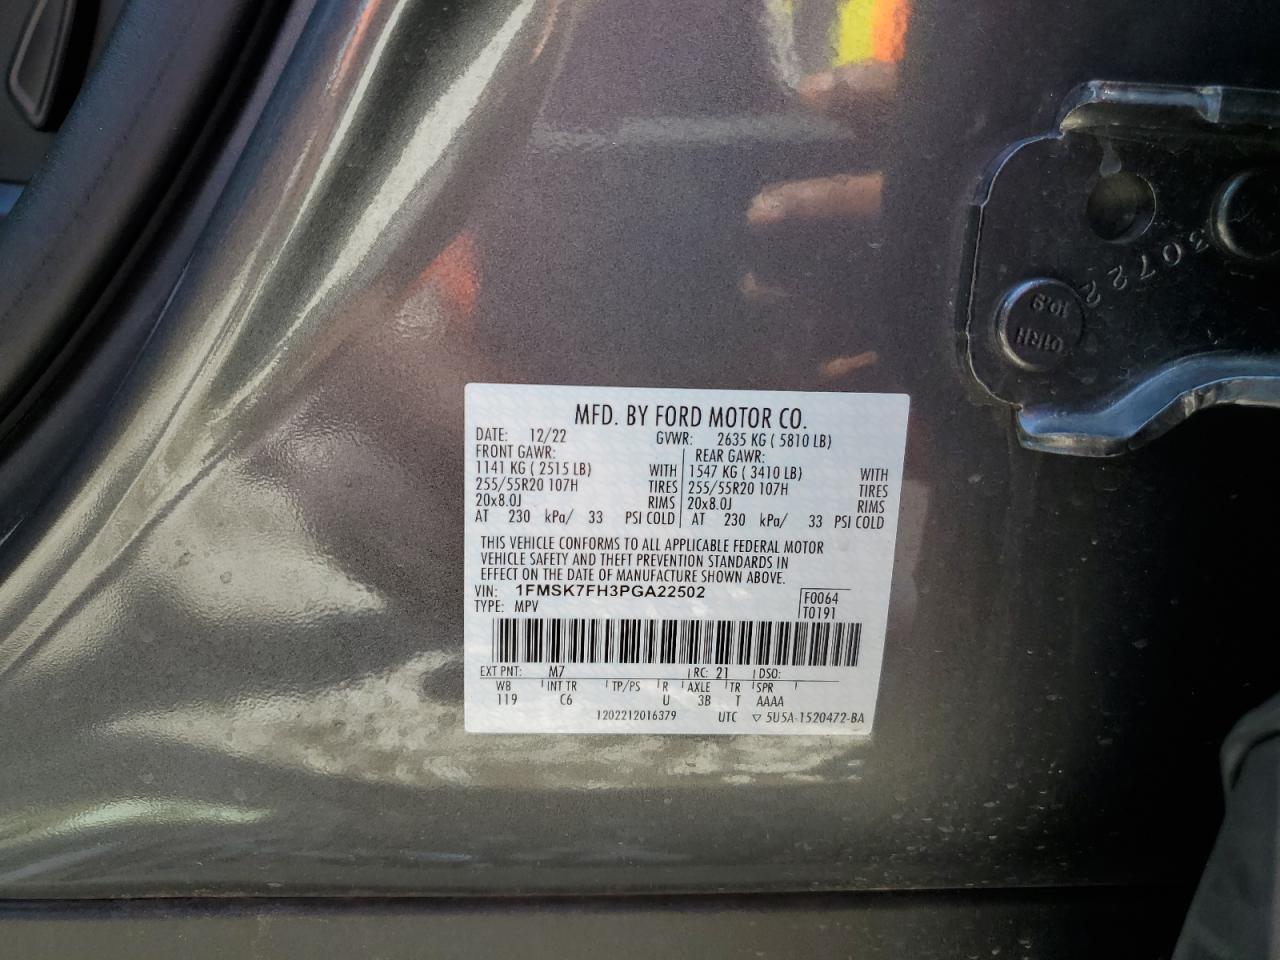 MFD. BY FORD MOTOR CO.
DATE: 12/22 GVWR: 2635 KG ( 5810 LB)
FRONT GAWR: REAR GAWR:
1141 KG ( 2515 LB) WITH 1547 KG ( 3410 LB) WITH
255/55R20 107H TIRES 255/55R20 107H TIRES
20x8.0J RIMS 20x8.0J RIMS
AT 230 kPa/ 33 PSI COLD AT 230 kPa/ 33 PSI COLD
THIS VEHICLE CONFORMS TO ALL APPLICABLE FEDERAL MOTOR
VEHICLE SAFETY AND THEFT PREVENTION STANDARDS IN
EFFECT ON THE DATE OF MANUFACTURE SHOWN ABOVE.
VIN: 1FMSK7FH3PGA22502 F0064
TYPE: MPV T0191
EXT PNT: M7 RC: 21 DSO:
WB INT TR TP/PS R AXLE TR SPR
119 C6 U 3B T AAAA
1202212016379 UTC ▽ 5U5A-1520472-BA
30722
10.9
01RH